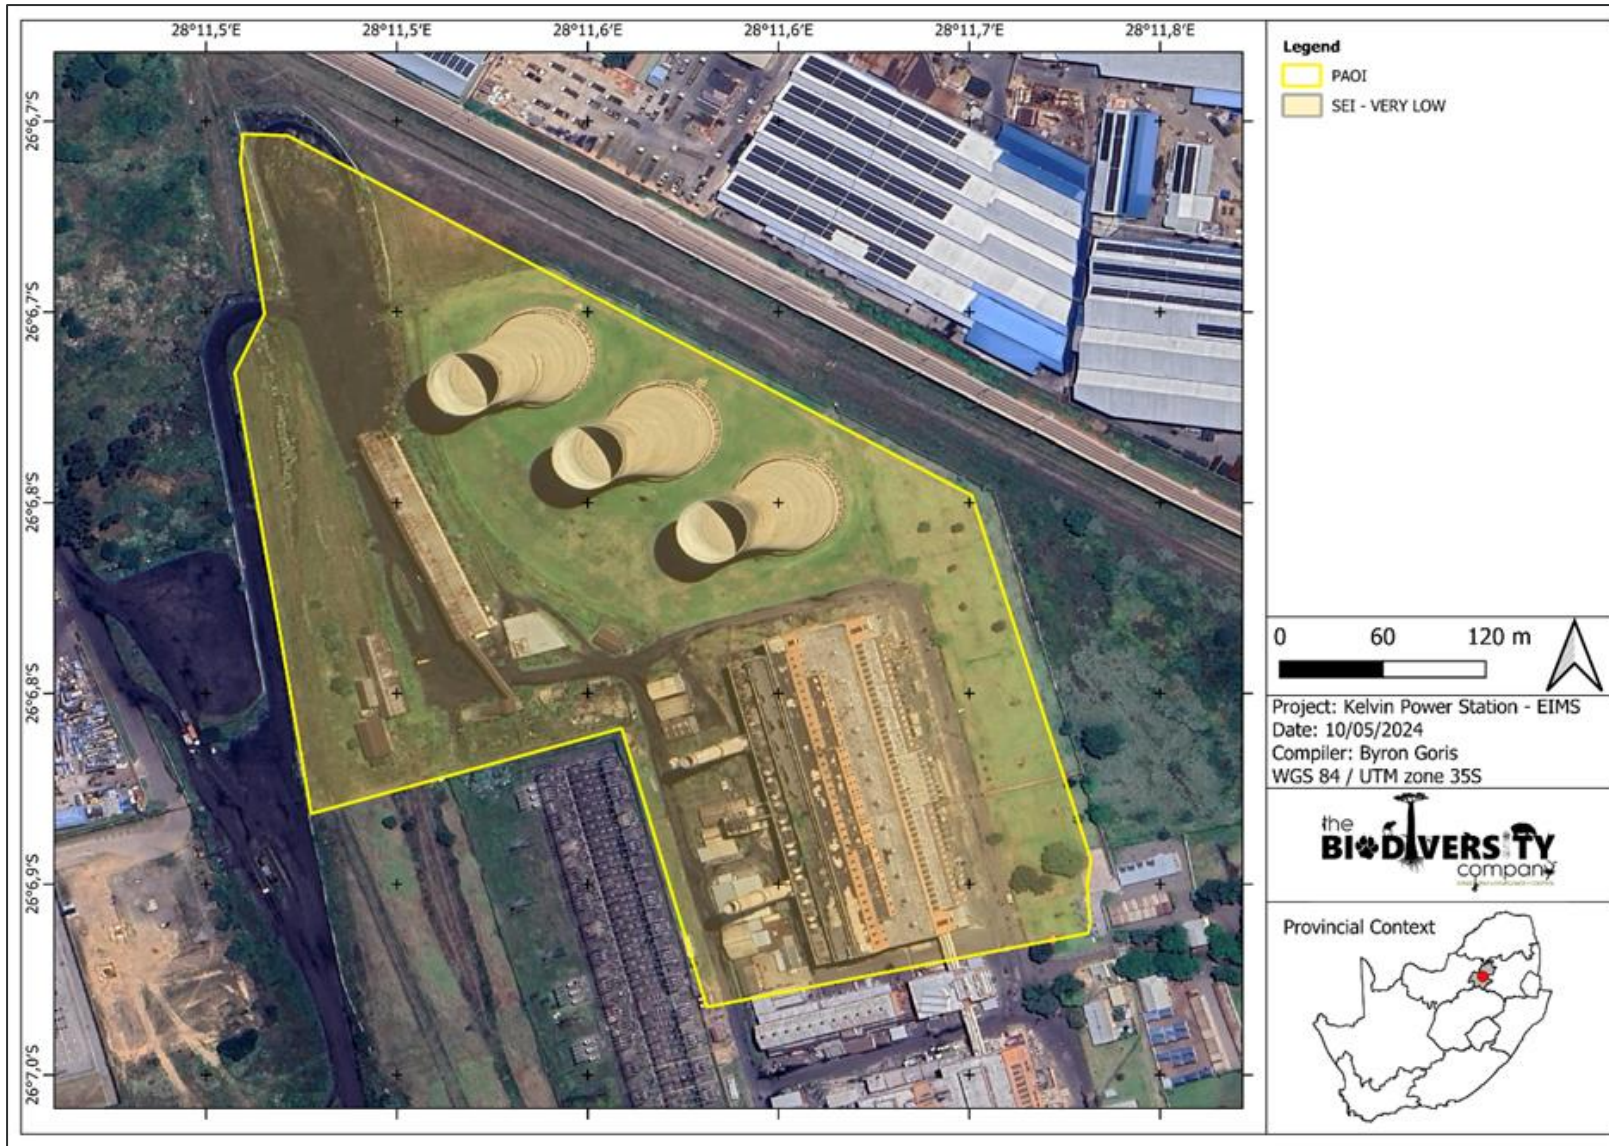 28°11,5'E 28°11,5'E 28°11,6'E 28°11,6'E 28°11,7'E 28°11,8'E
26°6,7'S
26°6,7'S
26°6,8'S
26°6,8'S
26°6,9'S
26°7,0'S
Legend
PAOI
SEI - VERY LOW
0 60 120 m
Project: Kelvin Power Station - EIMS
Date: 10/05/2024
Compiler: Byron Goris
WGS 84 / UTM zone 35S
the
BIODIVERSITY
company
Provincial Context